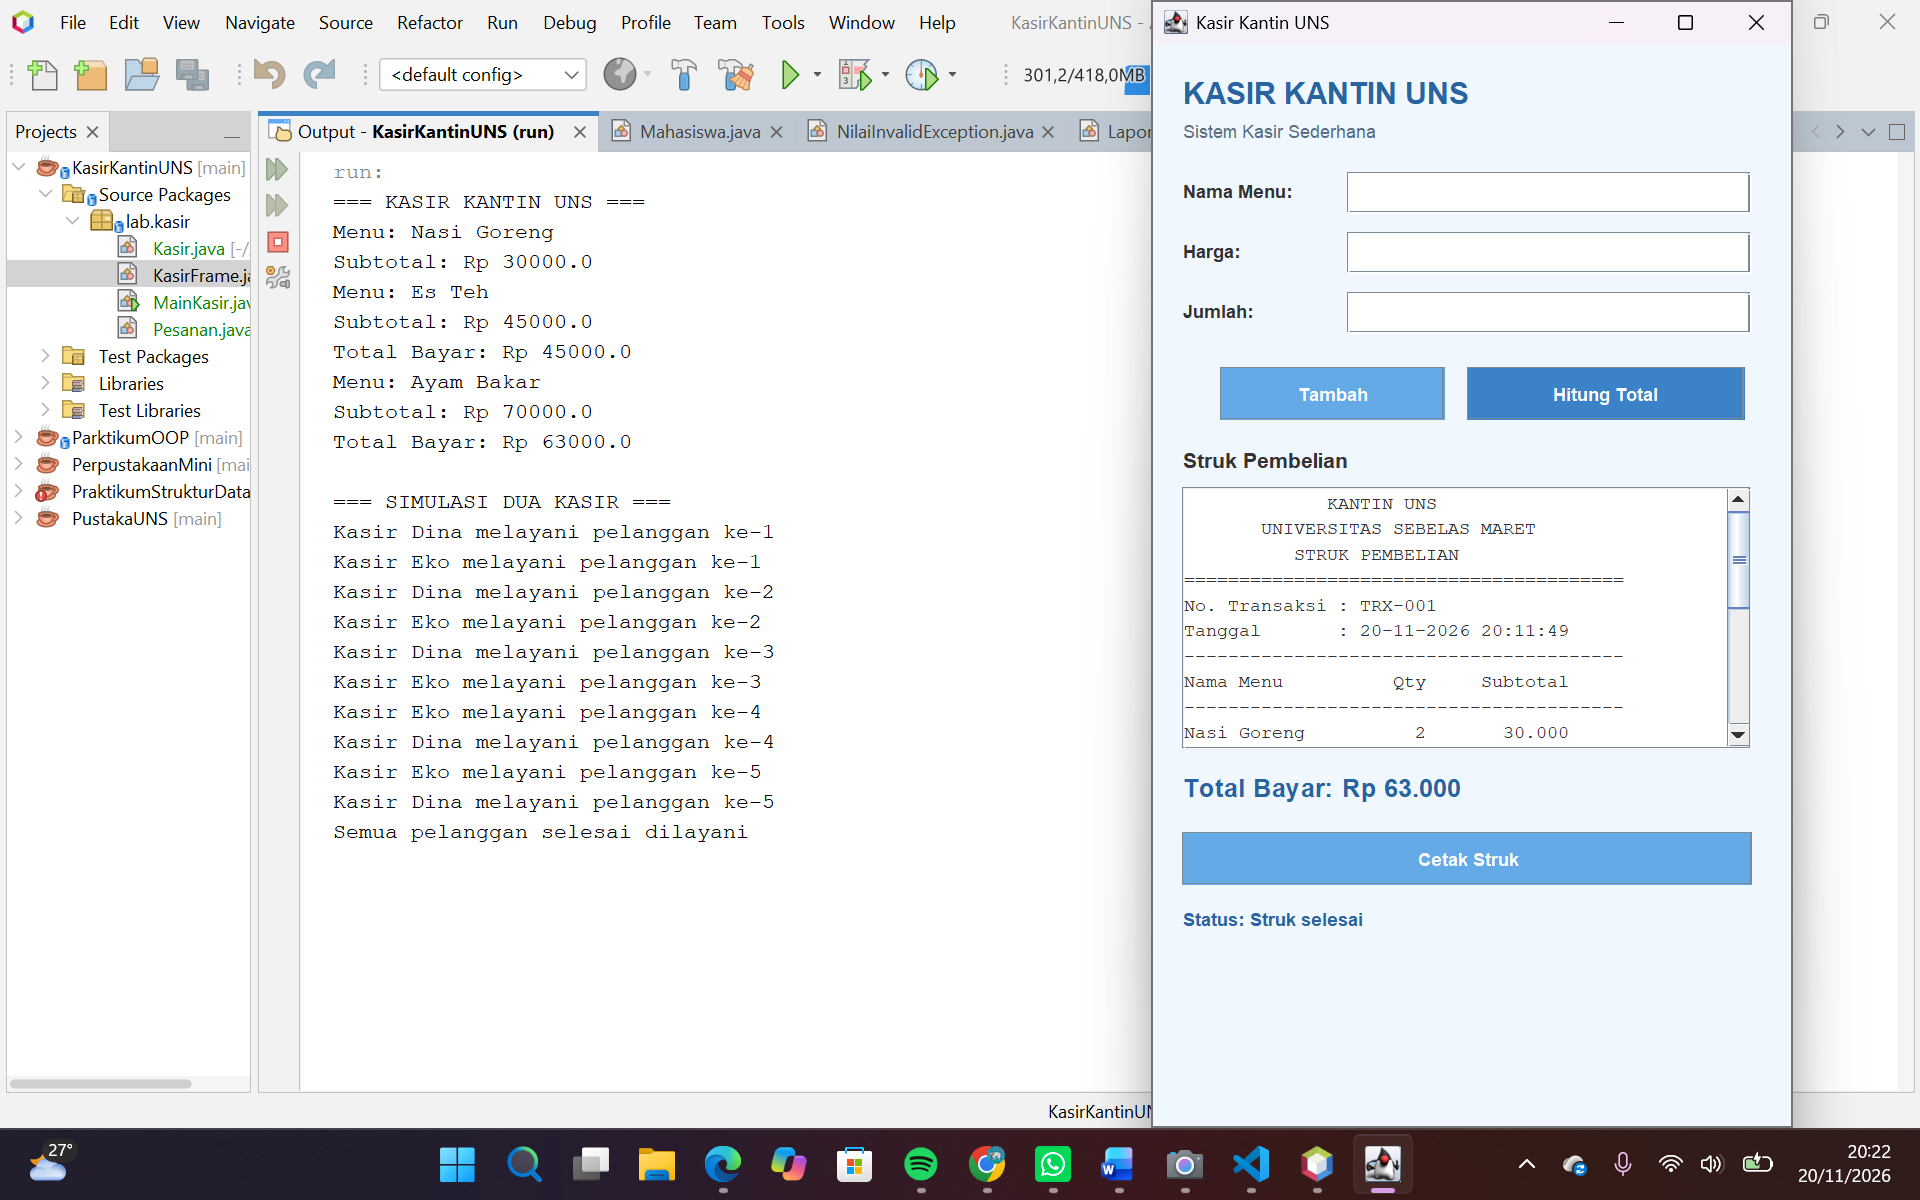 File Edit View Navigate Source Refactor Run Debug Profile Team Tools Window Help
KasirKantinUNS -
<default config>
301,2/418,0MB
Projects
KasirKantinUNS [main]
Source Packages
lab.kasir
Kasir.java [-/
KasirFrame.ja
MainKasir.jav
Pesanan.java
Test Packages
Libraries
Test Libraries
ParktikumOOP [main]
PerpustakaanMini [mai
PraktikumStrukturData
PustakaUNS [main]
Output - KasirKantinUNS (run)
Mahasiswa.java
NilaiInvalidException.java
Lapor
run:
=== KASIR KANTIN UNS ===
Menu: Nasi Goreng
Subtotal: Rp 30000.0
Menu: Es Teh
Subtotal: Rp 45000.0
Total Bayar: Rp 45000.0
Menu: Ayam Bakar
Subtotal: Rp 70000.0
Total Bayar: Rp 63000.0
=== SIMULASI DUA KASIR ===
Kasir Dina melayani pelanggan ke-1
Kasir Eko melayani pelanggan ke-1
Kasir Dina melayani pelanggan ke-2
Kasir Eko melayani pelanggan ke-2
Kasir Dina melayani pelanggan ke-3
Kasir Eko melayani pelanggan ke-3
Kasir Eko melayani pelanggan ke-4
Kasir Dina melayani pelanggan ke-4
Kasir Eko melayani pelanggan ke-5
Kasir Dina melayani pelanggan ke-5
Semua pelanggan selesai dilayani
KasirKantinUN
Kasir Kantin UNS
KASIR KANTIN UNS
Sistem Kasir Sederhana
Nama Menu:
Harga:
Jumlah:
Tambah
Hitung Total
Struk Pembelian
KANTIN UNS
UNIVERSITAS SEBELAS MARET
STRUK PEMBELIAN
========================================
No. Transaksi : TRX-001
Tanggal : 20-11-2026 20:11:49
----------------------------------------
Nama Menu Qty Subtotal
----------------------------------------
Nasi Goreng 2 30.000
Total Bayar: Rp 63.000
Cetak Struk
Status: Struk selesai
27°
20:22
20/11/2026